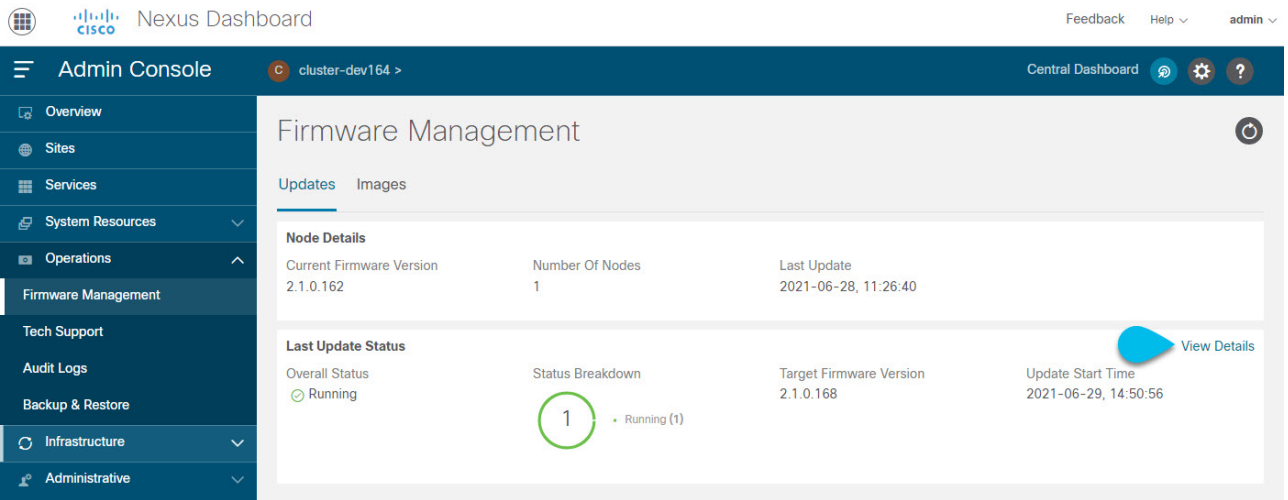 CISCO Nexus Dashboard Feedback Help admin
Admin Console C cluster-dev164 > Central Dashboard ?
Overview
Sites
Services
System Resources
Operations
Firmware Management
Tech Support
Audit Logs
Backup & Restore
Infrastructure
Administrative
Firmware Management
Updates Images
Node Details
Current Firmware Version Number Of Nodes Last Update
2.1.0.162 1 2021-06-28, 11:26:40
Last Update Status View Details
Overall Status Status Breakdown Target Firmware Version Update Start Time
Running 2.1.0.168 2021-06-29, 14:50:56
1 Running (1)